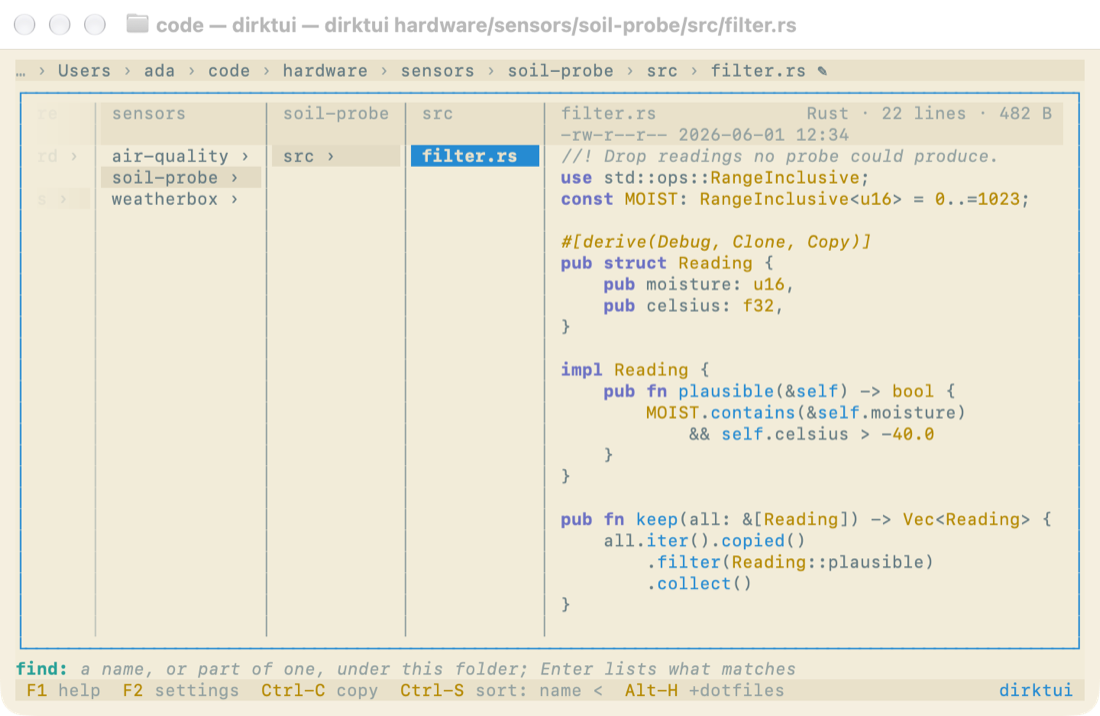 code — dirktui — dirktui hardware/sensors/soil-probe/src/filter.rs
… › Users › ada › code › hardware › sensors › soil-probe › src › filter.rs ✎
re sensors soil-probe src filter.rs Rust · 22 lines · 482 B
-rw-r--r-- 2026-06-01 12:34
rd › air-quality › src › filter.rs //! Drop readings no probe could produce.
soil-probe › use std::ops::RangeInclusive;
s › weatherbox › const MOIST: RangeInclusive<u16> = 0..=1023;
#[derive(Debug, Clone, Copy)]
pub struct Reading {
pub moisture: u16,
pub celsius: f32,
}
impl Reading {
pub fn plausible(&self) -> bool {
MOIST.contains(&self.moisture)
&& self.celsius > -40.0
}
}
pub fn keep(all: &[Reading]) -> Vec<Reading> {
all.iter().copied()
.filter(Reading::plausible)
.collect()
}
find: a name, or part of one, under this folder; Enter lists what matches
F1 help F2 settings Ctrl-C copy Ctrl-S sort: name < Alt-H +dotfiles dirktui